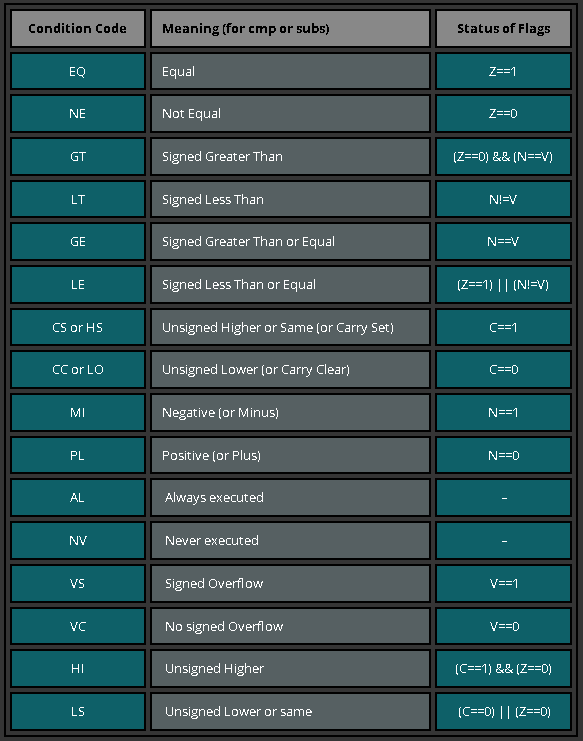 Condition Code Meaning (for cmp or subs) Status of Flags
EQ Equal Z==1
NE Not Equal Z==0
GT Signed Greater Than (Z==0) && (N==V)
LT Signed Less Than N!=V
GE Signed Greater Than or Equal N==V
LE Signed Less Than or Equal (Z==1) || (N!=V)
CS or HS Unsigned Higher or Same (or Carry Set) C==1
CC or LO Unsigned Lower (or Carry Clear) C==0
MI Negative (or Minus) N==1
PL Positive (or Plus) N==0
AL Always executed –
NV Never executed –
VS Signed Overflow V==1
VC No signed Overflow V==0
HI Unsigned Higher (C==1) && (Z==0)
LS Unsigned Lower or same (C==0) || (Z==0)